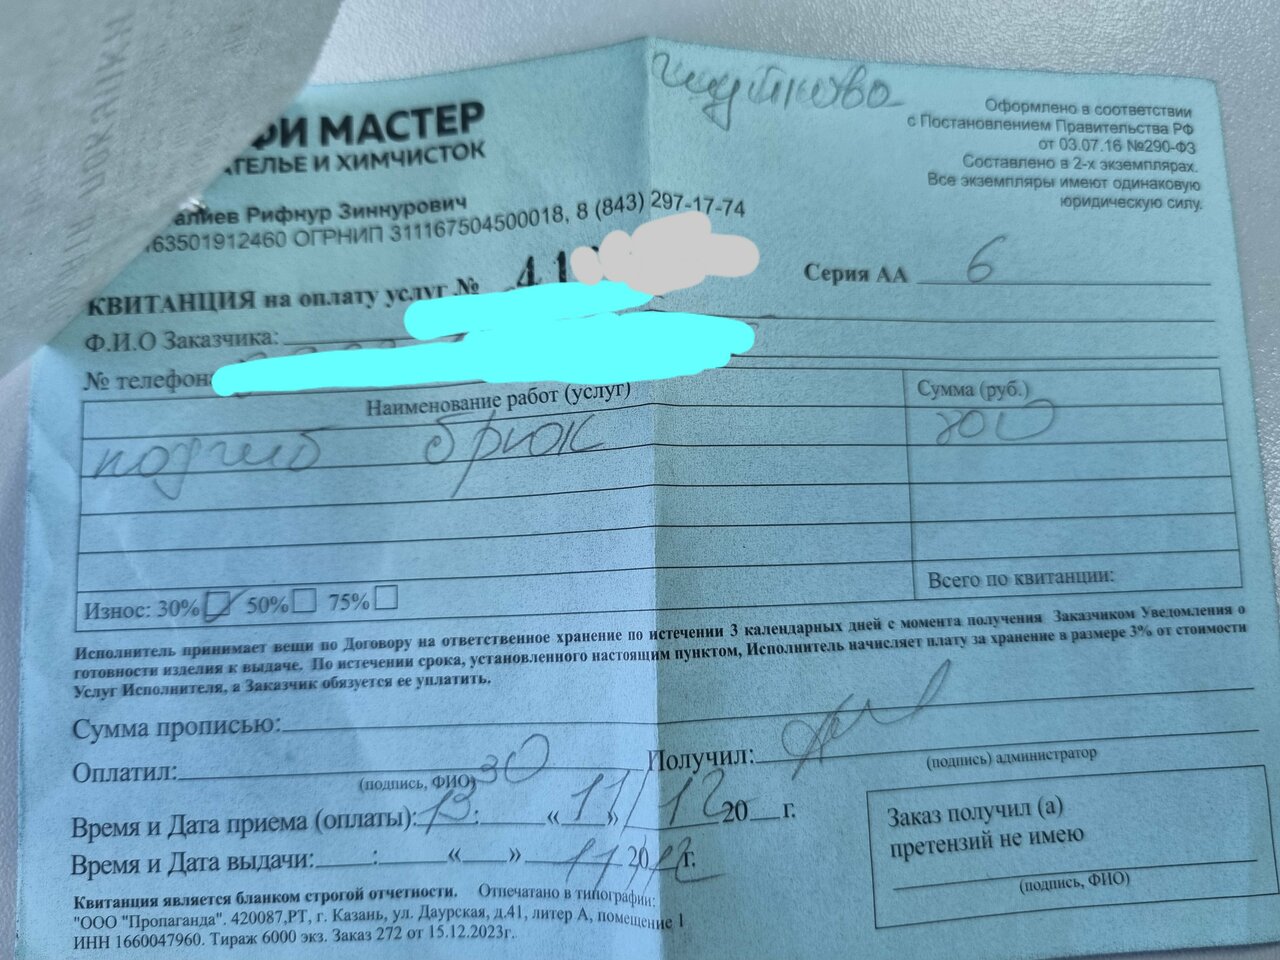 ФИ МАСТЕР
АТЕЛЬЕ И ХИМЧИСТОК
Оформлено в соответствии
с Постановлением Правительства РФ
от 03.07.16 №290-ФЗ
Составлено в 2-х экземплярах.
Все экземпляры имеют одинаковую
юридическую силу.
алиев Рифнур Зиннурович
163501912460 ОГРНИП 311167504500018, 8 (843) 297-17-74
КВИТАНЦИЯ на оплату услуг № 41
Серия АА 6
Ф.И.О Заказчика:
№ телефона
Наименование работ (услуг) Сумма (руб.)
подгиб брюк 800
Износ: 30% 50% 75% Всего по квитанции:
Исполнитель принимает вещи по Договору на ответственное хранение по истечении 3 календарных дней с момента получения Заказчиком Уведомления о
готовности изделия к выдаче. По истечении срока, установленного настоящим пунктом, Исполнитель начисляет плату за хранение в размере 3% от стоимости
Услуг Исполнителя, а Заказчик обязуется ее уплатить.
Сумма прописью:
Оплатил: Получил:
(подпись, ФИО) (подпись) администратор
Время и Дата приема (оплаты): 13: 30 «11» / 12 20 г.
Время и Дата выдачи: : « » 17 20 12 г.
Заказ получил (а)
претензий не имею
(подпись, ФИО)
Квитанция является бланком строгой отчетности. Отпечатано в типографии:
"ООО "Пропаганда". 420087,РТ, г. Казань, ул. Даурская, д.41, литер А, помещение 1
ИНН 1660047960. Тираж 6000 экз. Заказ 272 от 15.12.2023г.